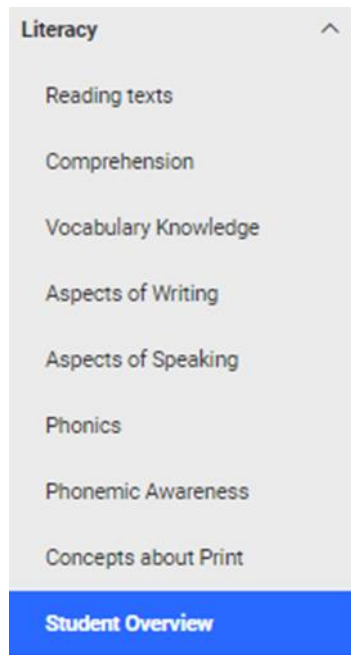 Literacy
Reading texts
Comprehension
Vocabulary Knowledge
Aspects of Writing
Aspects of Speaking
Phonics
Phonemic Awareness
Concepts about Print
Student Overview